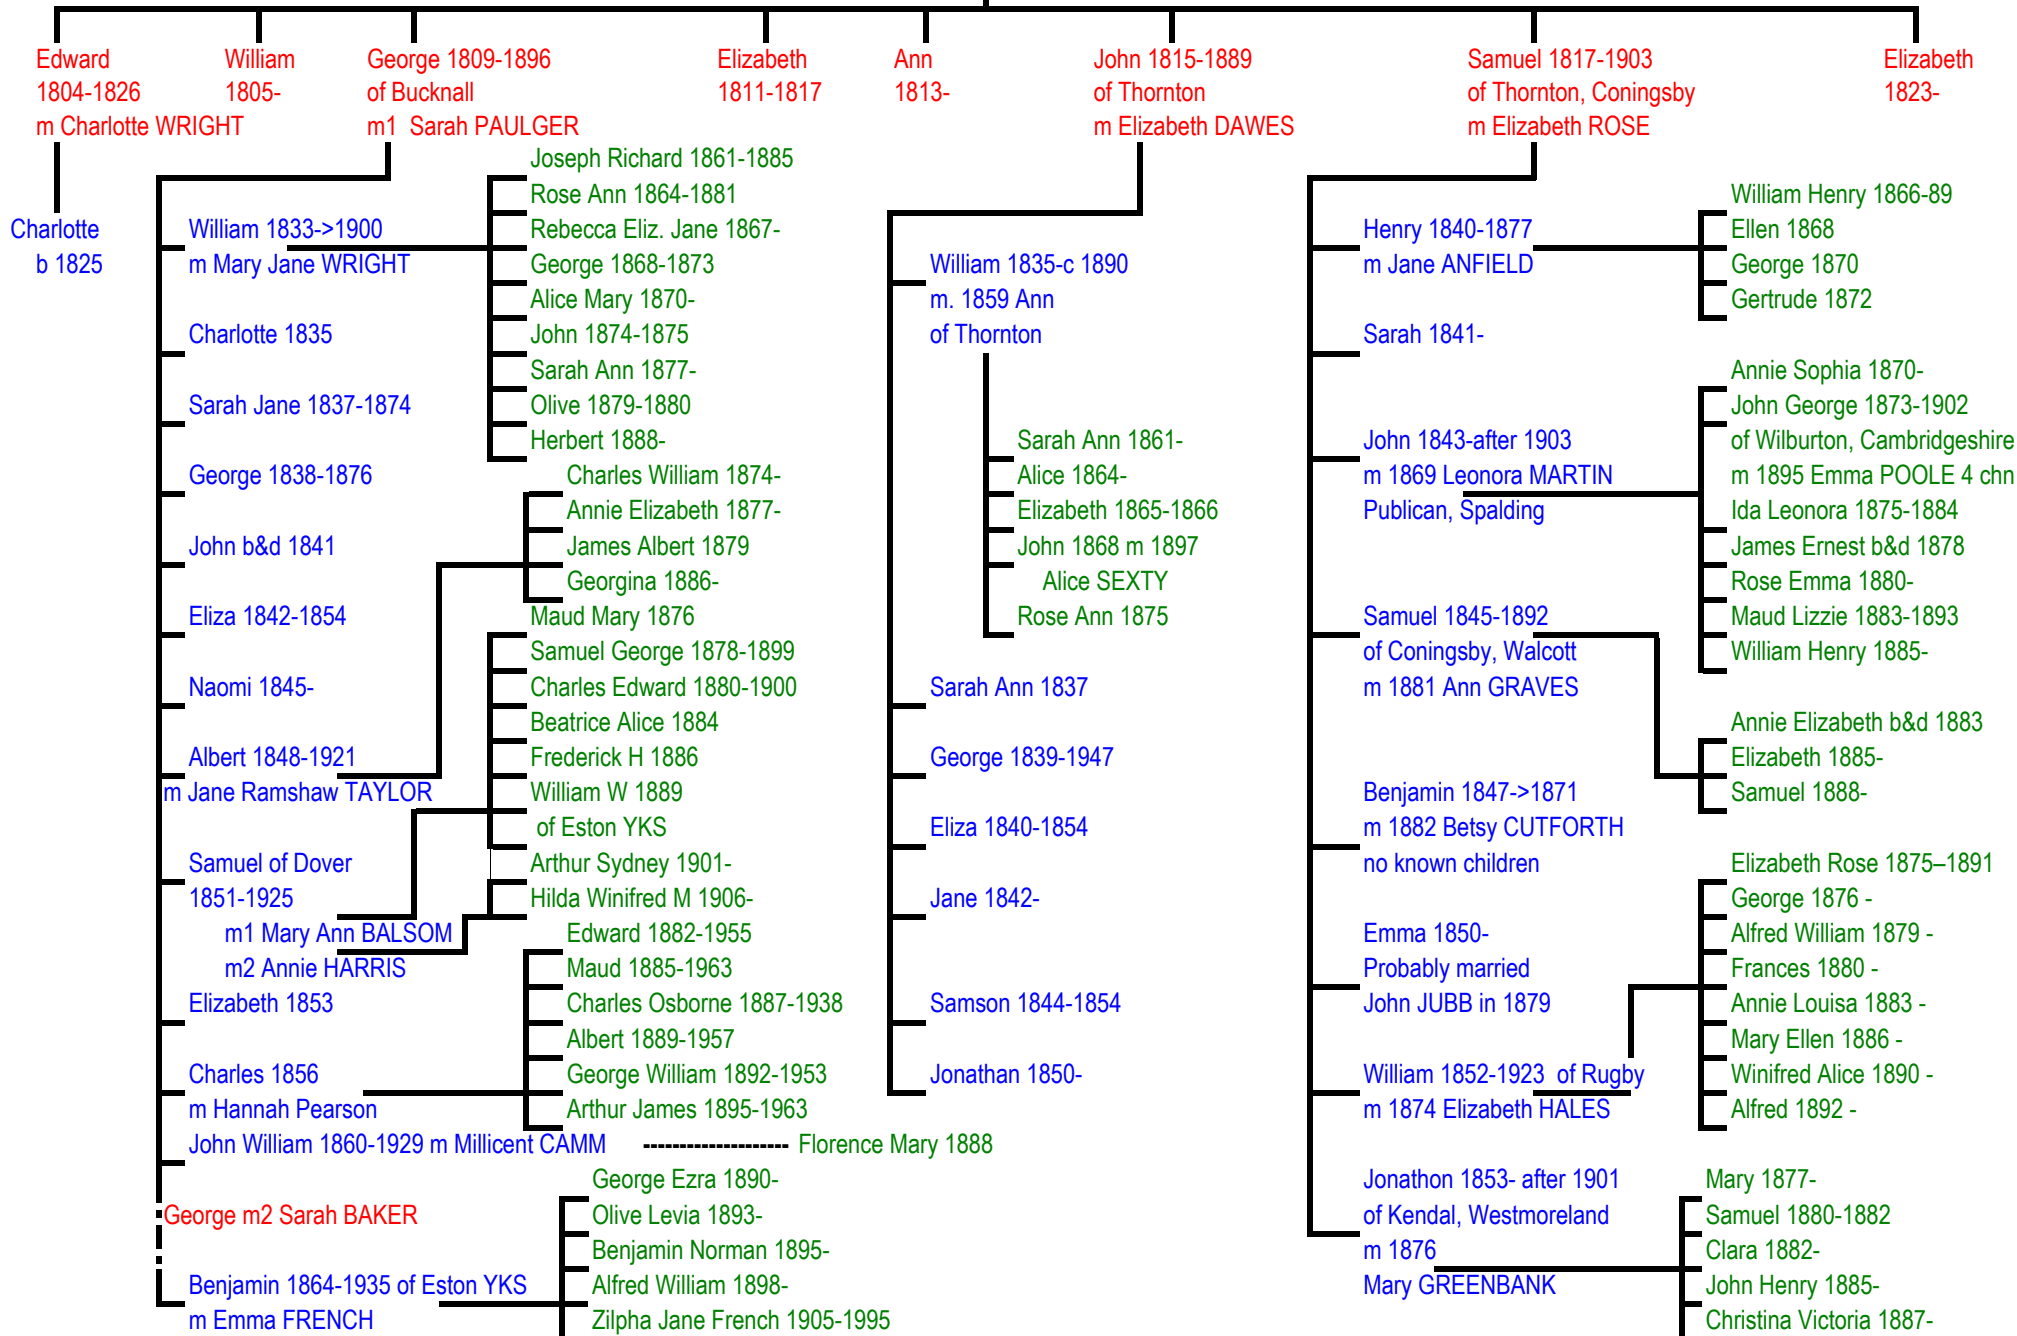 Edward
1804-1826
m Charlotte WRIGHT
William
1805-
George 1809-1896
of Bucknall
m1 Sarah PAULGER
Elizabeth
1811-1817
Ann
1813-
John 1815-1889
of Thornton
m Elizabeth DAWES
Samuel 1817-1903
of Thornton, Coningsby
m Elizabeth ROSE
Elizabeth
1823-
Charlotte
b 1825
William 1833->1900
m Mary Jane WRIGHT
Charlotte 1835
Sarah Jane 1837-1874
George 1838-1876
John b&d 1841
Eliza 1842-1854
Naomi 1845-
Albert 1848-1921
m Jane Ramshaw TAYLOR
Samuel of Dover
1851-1925
m1 Mary Ann BALSOM
m2 Annie HARRIS
Elizabeth 1853
Charles 1856
m Hannah Pearson
John William 1860-1929 m Millicent CAMM -------------------- Florence Mary 1888
George m2 Sarah BAKER
Benjamin 1864-1935 of Eston YKS
m Emma FRENCH
Joseph Richard 1861-1885
Rose Ann 1864-1881
Rebecca Eliz. Jane 1867-
George 1868-1873
Alice Mary 1870-
John 1874-1875
Sarah Ann 1877-
Olive 1879-1880
Herbert 1888-
Charles William 1874-
Annie Elizabeth 1877-
James Albert 1879
Georgina 1886-
Maud Mary 1876
Samuel George 1878-1899
Charles Edward 1880-1900
Beatrice Alice 1884
Frederick H 1886
William W 1889
of Eston YKS
Arthur Sydney 1901-
Hilda Winifred M 1906-
Edward 1882-1955
Maud 1885-1963
Charles Osborne 1887-1938
Albert 1889-1957
George William 1892-1953
Arthur James 1895-1963
George Ezra 1890-
Olive Levia 1893-
Benjamin Norman 1895-
Alfred William 1898-
Zilpha Jane French 1905-1995
William 1835-c 1890
m. 1859 Ann
of Thornton
Sarah Ann 1861-
Alice 1864-
Elizabeth 1865-1866
John 1868 m 1897
Alice SEXTY
Rose Ann 1875
Sarah Ann 1837
George 1839-1947
Eliza 1840-1854
Jane 1842-
Samson 1844-1854
Jonathan 1850-
Henry 1840-1877
m Jane ANFIELD
Sarah 1841-
John 1843-after 1903
m 1869 Leonora MARTIN
Publican, Spalding
Samuel 1845-1892
of Coningsby, Walcott
m 1881 Ann GRAVES
Benjamin 1847->1871
m 1882 Betsy CUTFORTH
no known children
Emma 1850-
Probably married
John JUBB in 1879
William 1852-1923 of Rugby
m 1874 Elizabeth HALES
Jonathon 1853- after 1901
of Kendal, Westmoreland
m 1876
Mary GREENBANK
William Henry 1866-89
Ellen 1868
George 1870
Gertrude 1872
Annie Sophia 1870-
John George 1873-1902
of Wilburton, Cambridgeshire
m 1895 Emma POOLE 4 chn
Ida Leonora 1875-1884
James Ernest b&d 1878
Rose Emma 1880-
Maud Lizzie 1883-1893
William Henry 1885-
Annie Elizabeth b&d 1883
Elizabeth 1885-
Samuel 1888-
Elizabeth Rose 1875–1891
George 1876 -
Alfred William 1879 -
Frances 1880 -
Annie Louisa 1883 -
Mary Ellen 1886 -
Winifred Alice 1890 -
Alfred 1892 -
Mary 1877-
Samuel 1880-1882
Clara 1882-
John Henry 1885-
Christina Victoria 1887-